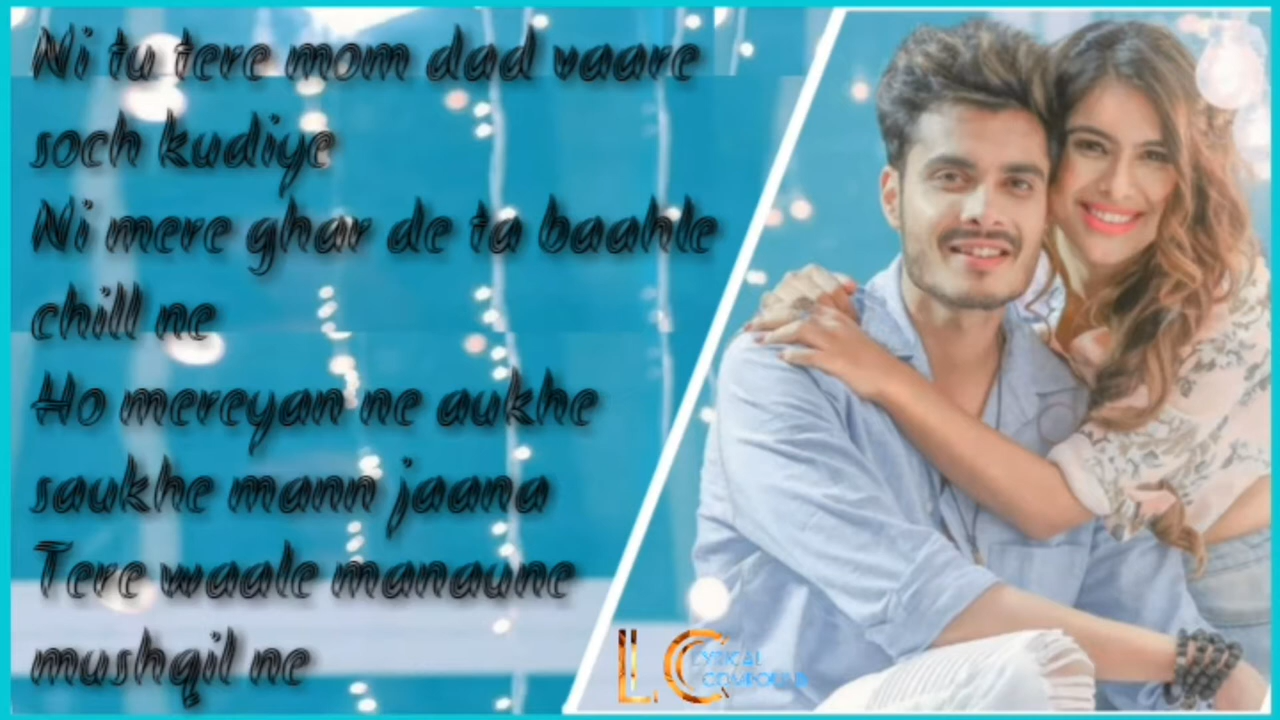 Ni tu tere mom dad vaare
soch kudiye
Ni mere ghar de ta baahle
chill ne
Ho mereyan ne aukhe
saukhe mann jaana
Tere waale manaune
mushqil ne
LC
LYRICAL